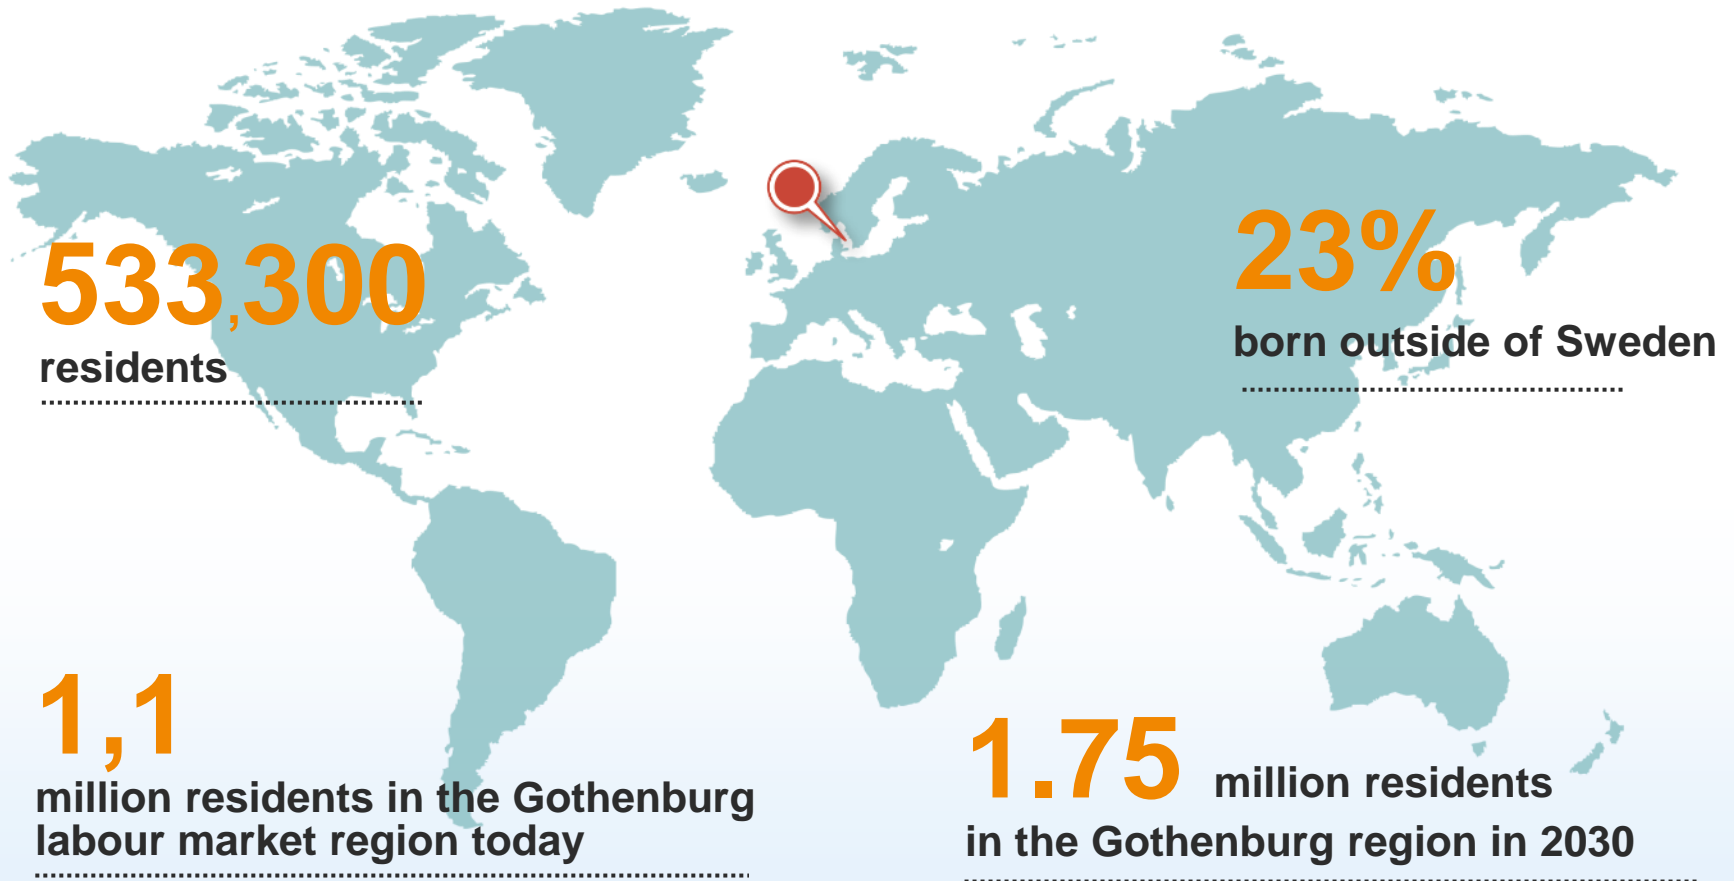 533,300
residents
23%
born outside of Sweden
1,1
million residents in the Gothenburg
labour market region today
1.75 million residents
in the Gothenburg region in 2030